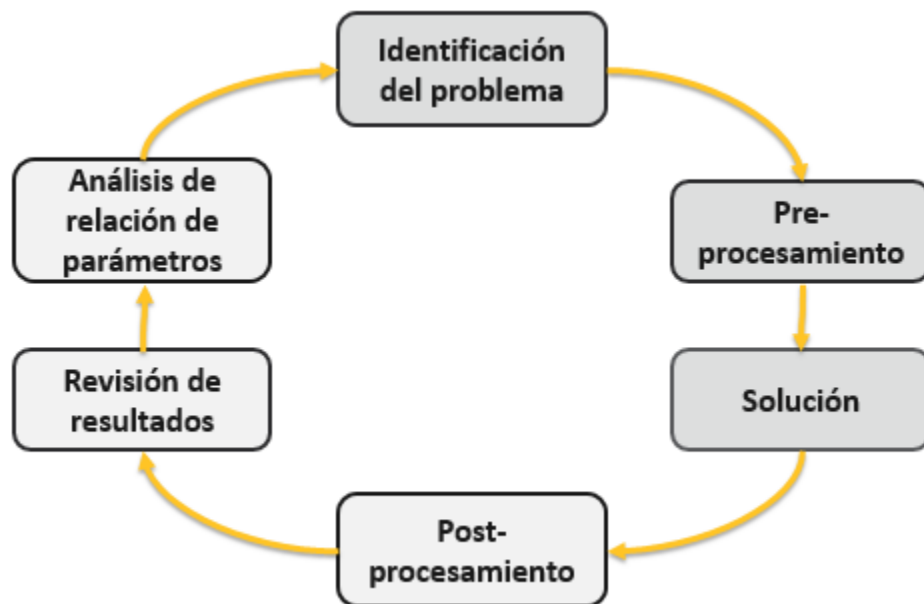 Identificación
del problema
Pre-
procesamiento
Solución
Post-
procesamiento
Revisión de
resultados
Análisis de
relación de
parámetros